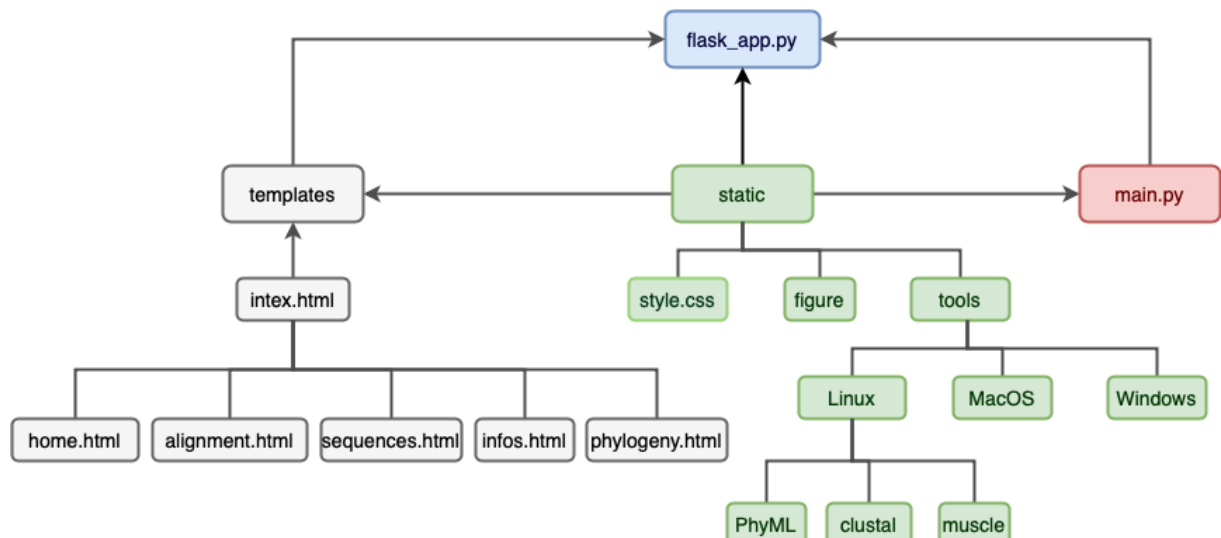 flask_app.py
templates
static
main.py
intex.html
style.css
figure
tools
Linux
MacOS
Windows
home.html
alignment.html
sequences.html
infos.html
phylogeny.html
PhyML
clustal
muscle